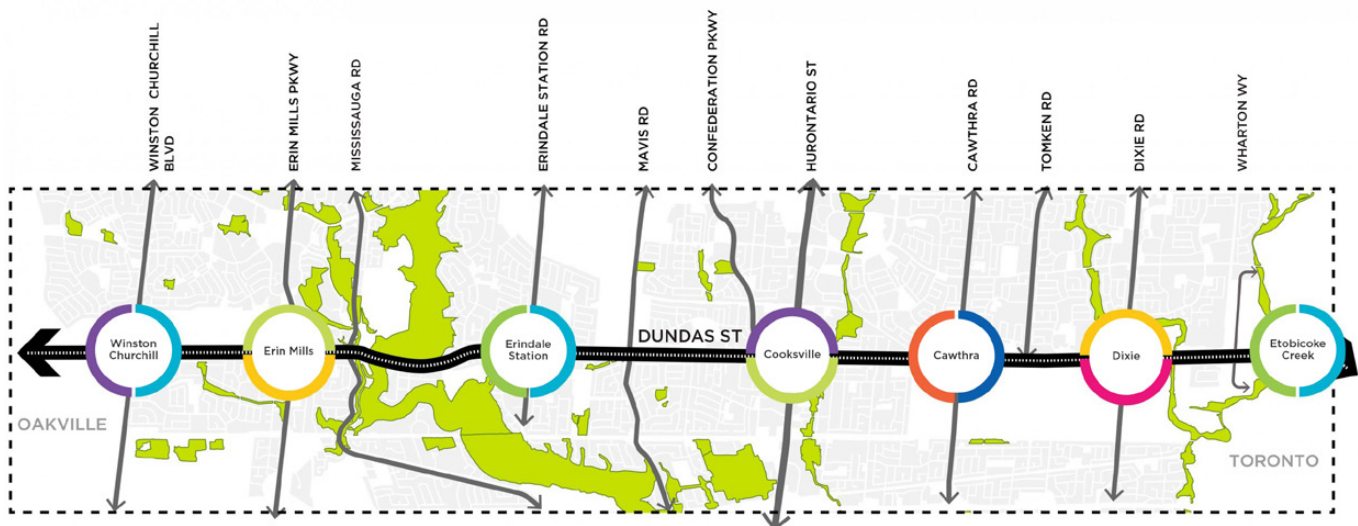 WINSTON CHURCHILL
BLVD
ERIN MILLS PKWY
MISSISSAUGA RD
ERINDALE STATION RD
MAVIS RD
CONFEDERATION PKWY
HURONTARIO ST
CAWTHRA RD
TOMKEN RD
DIXIE RD
WHARTON WY
DUNDAS ST
Winston
Churchill
Erin Mills
Erindale
Station
Cooksville
Cawthra
Dixie
Etobicoke
Creek
OAKVILLE
TORONTO